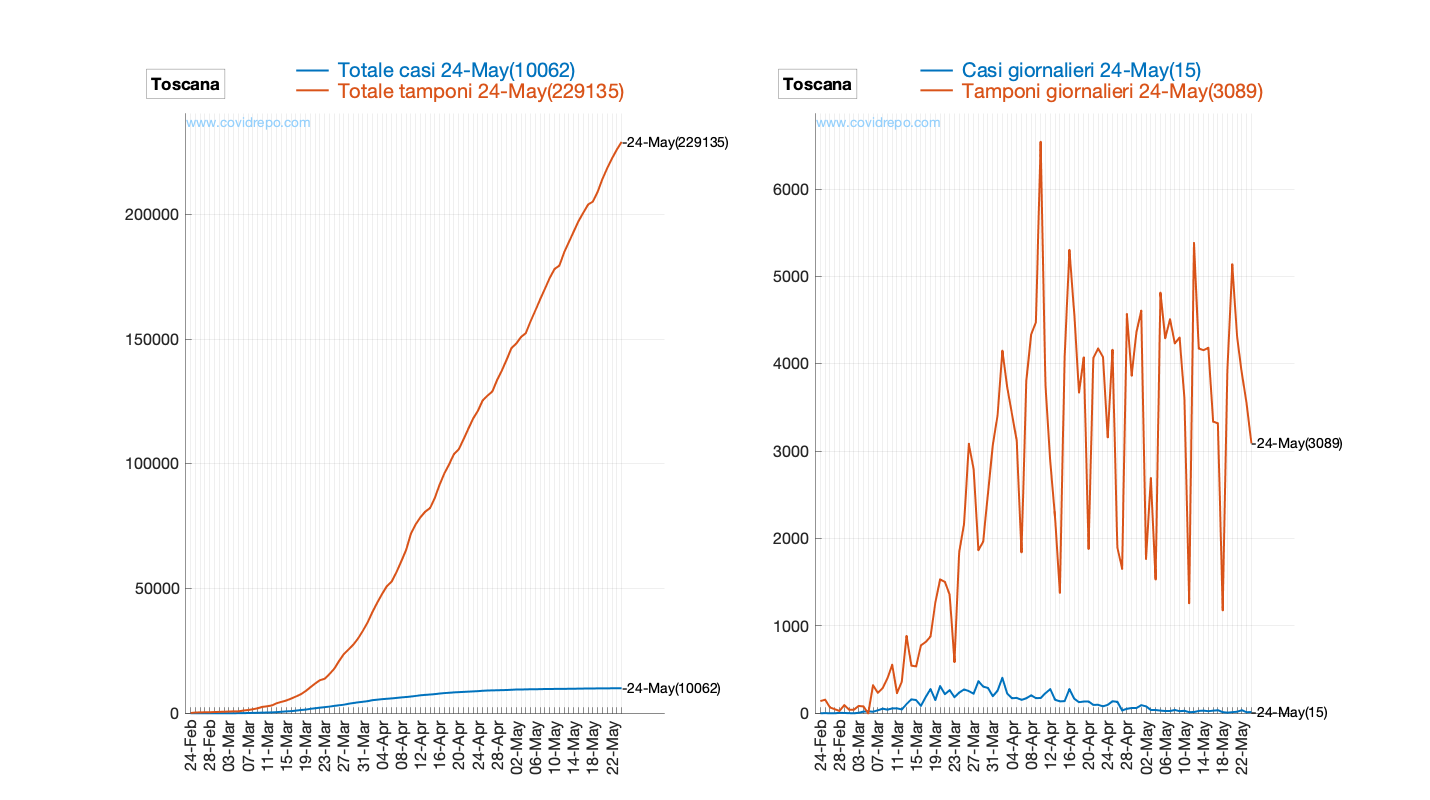 Toscana
Totale casi 24-May(10062)
Totale tamponi 24-May(229135)
www.covidrepo.com
24-May(229135)
200000
150000
100000
50000
0
24-May(10062)
24-Feb
28-Feb
03-Mar
07-Mar
11-Mar
15-Mar
19-Mar
23-Mar
27-Mar
31-Mar
04-Apr
08-Apr
12-Apr
16-Apr
20-Apr
24-Apr
28-Apr
02-May
06-May
10-May
14-May
18-May
22-May
Toscana
Casi giornalieri 24-May(15)
Tamponi giornalieri 24-May(3089)
www.covidrepo.com
6000
5000
4000
3000
2000
1000
0
24-May(3089)
24-May(15)
24-Feb
28-Feb
03-Mar
07-Mar
11-Mar
15-Mar
19-Mar
23-Mar
27-Mar
31-Mar
04-Apr
08-Apr
12-Apr
16-Apr
20-Apr
24-Apr
28-Apr
02-May
06-May
10-May
14-May
18-May
22-May